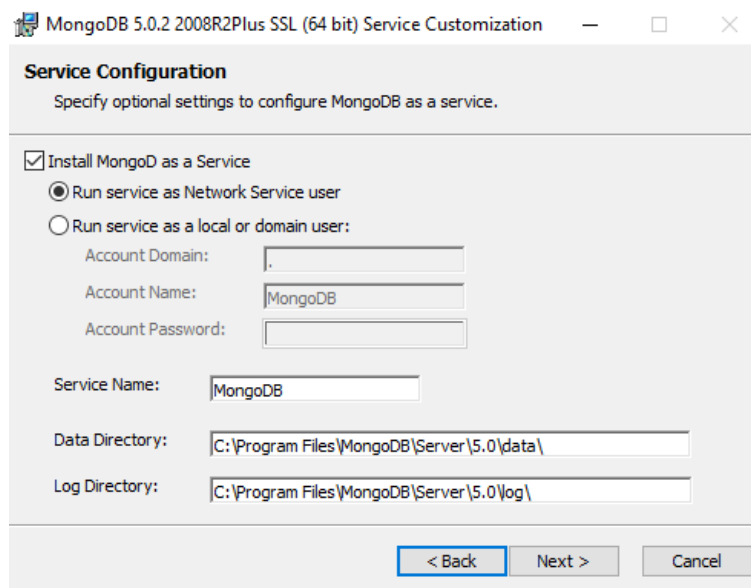 MongoDB 5.0.2 2008R2Plus SSL (64 bit) Service Customization
Service Configuration
Specify optional settings to configure MongoDB as a service.
Install MongoD as a Service
Run service as Network Service user
Run service as a local or domain user:
Account Domain: .
Account Name: MongoDB
Account Password:
Service Name: MongoDB
Data Directory: C:\Program Files\MongoDB\Server\5.0\data\
Log Directory: C:\Program Files\MongoDB\Server\5.0\log\
< Back Next > Cancel